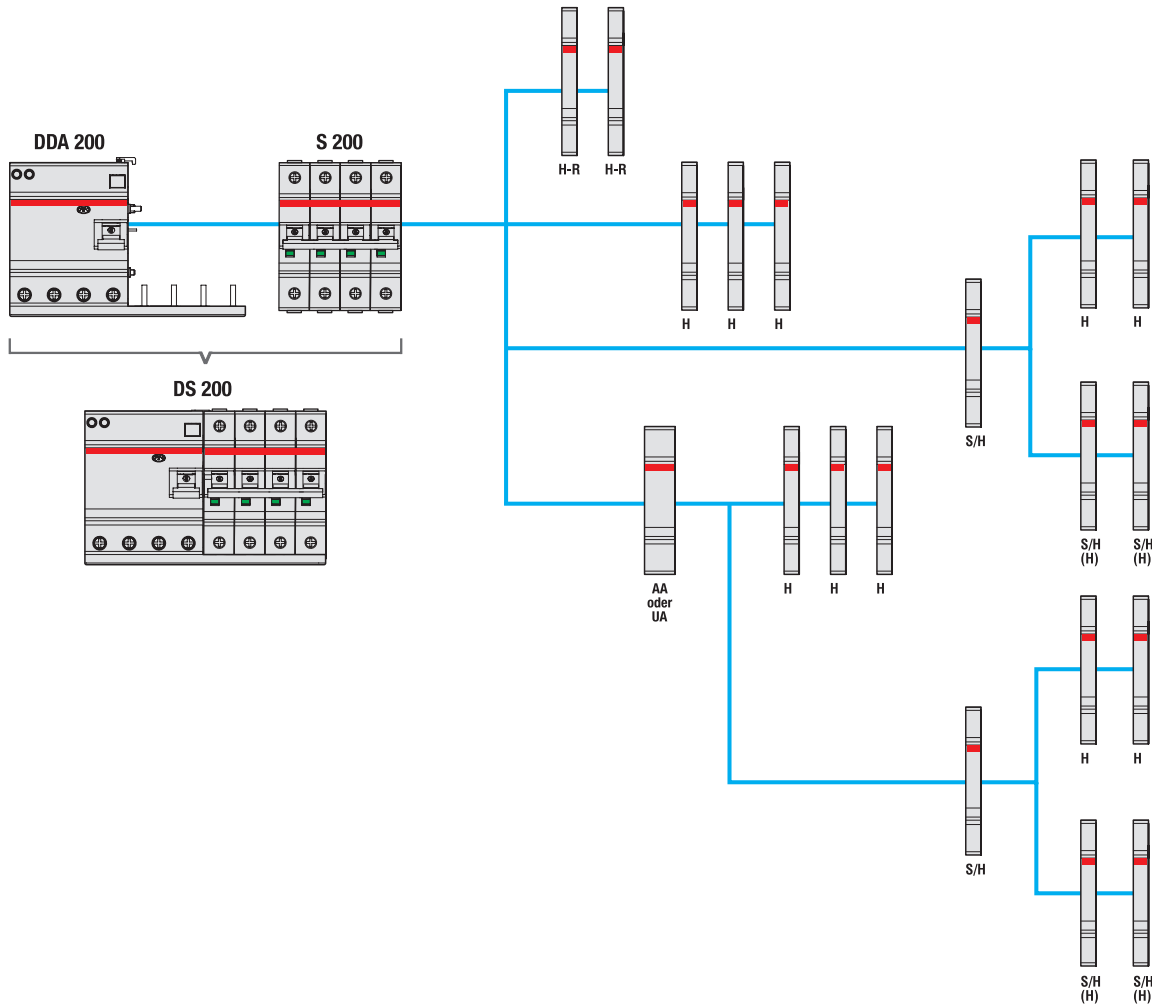 H-R H-R
DDA 200 S 200
H H H
H H
S/H
DS 200
S/H (H) S/H (H)
AA
oder
UA
H H H
H H
S/H
S/H (H) S/H (H)